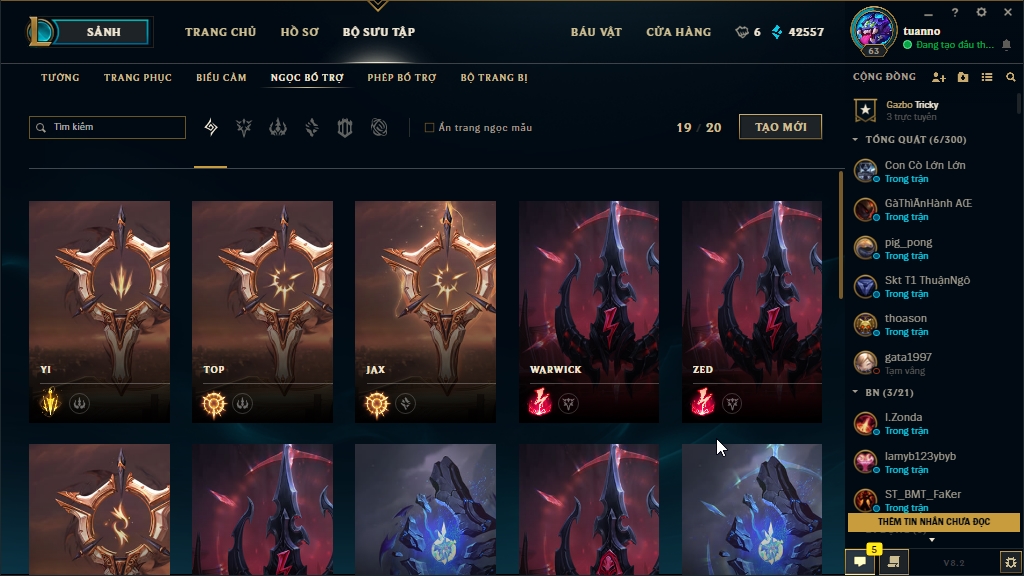 SẢNH
TRANG CHỦ
HỒ SƠ
BỘ SƯU TẬP
BÁU VẬT
CỬA HÀNG
6
42557
63
tuanno
Đang tạo đầu th...
TƯỚNG
TRANG PHỤC
BIỂU CẢM
NGỌC BỔ TRỢ
PHÉP BỔ TRỢ
BỘ TRANG BỊ
CỘNG ĐỒNG
Tìm kiếm
Ẩn trang ngọc mẫu
19 / 20
TẠO MỚI
Gazbo Tricky
3 trực tuyến
TỔNG QUÁT (6/300)
Con Cò Lớn Lớn
Trong trận
GàThìĂnHành AŒ
Trong trận
pig_pong
Trong trận
Skt T1 ThuậnNgô
Trong trận
thoason
Trong trận
gata1997
Tạm vắng
BN (3/21)
I.Zonda
Trong trận
lamyb123ybyb
Trong trận
ST_BMT_FaKer
Trong trận
YI
TOP
JAX
WARWICK
ZED
THÊM TIN NHẮN CHƯA ĐỌC
5
V8.2